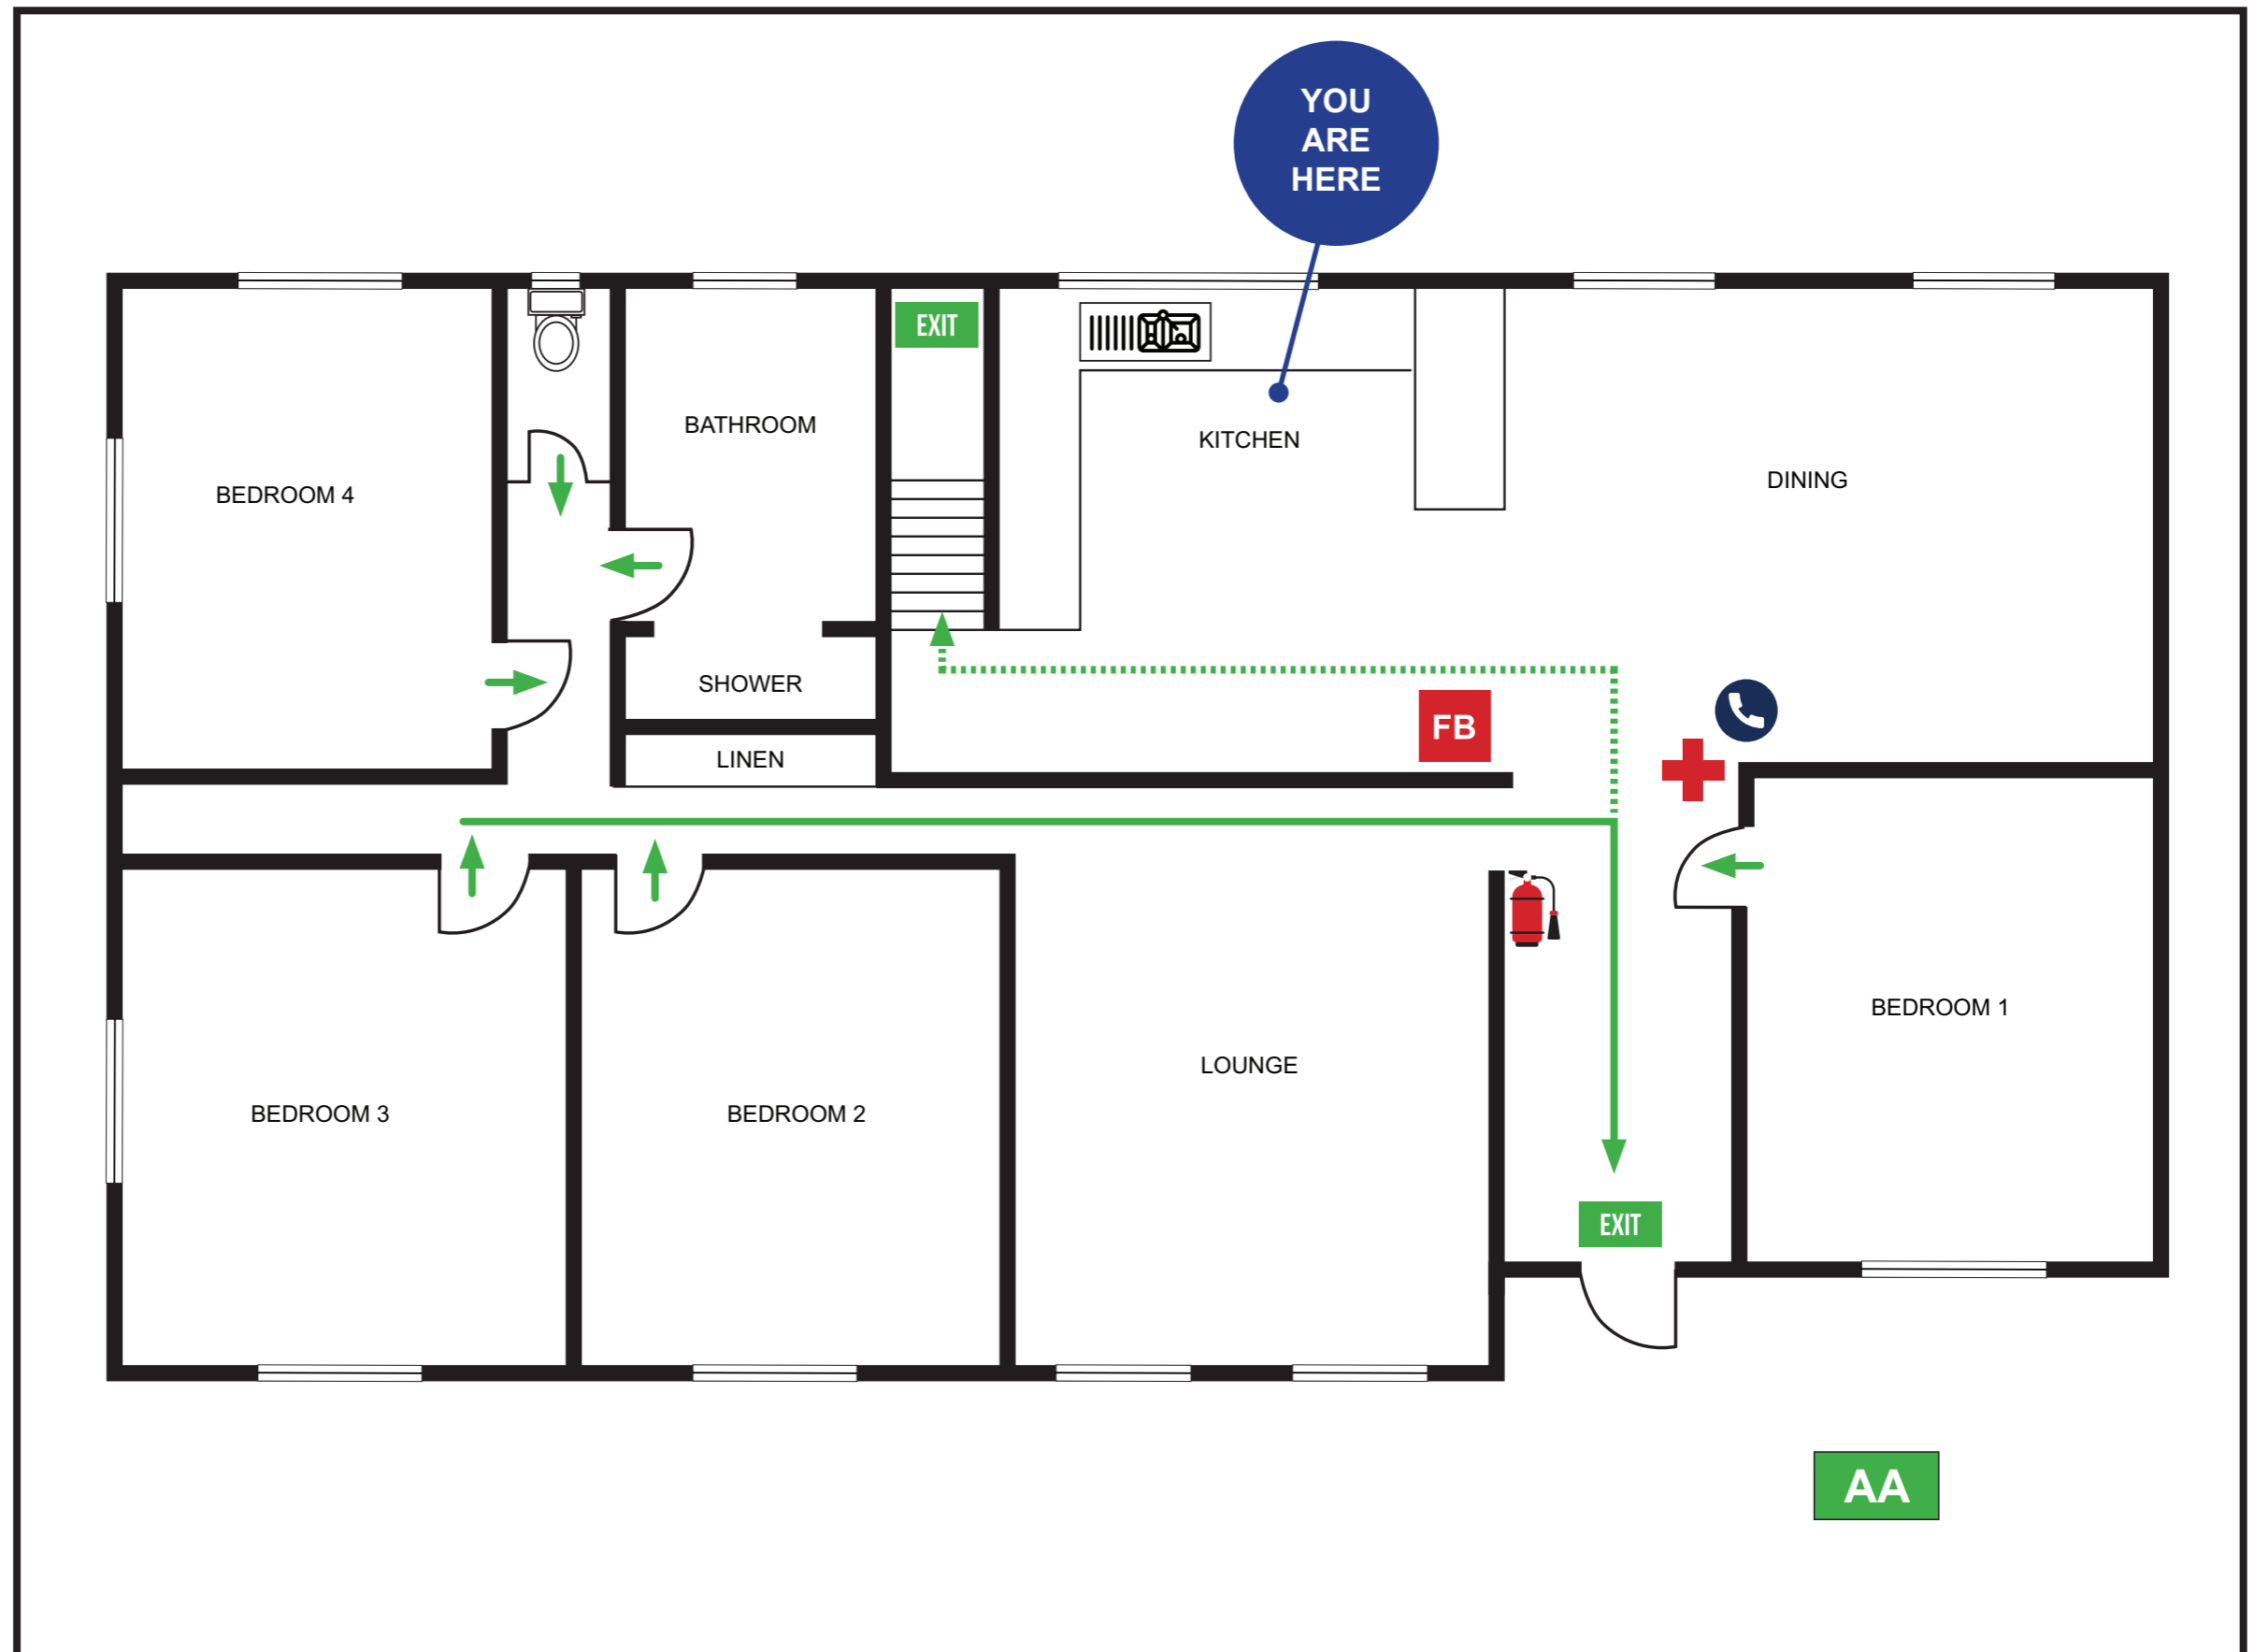 YOU
ARE
HERE
EXIT
BATHROOM
KITCHEN
DINING
BEDROOM 4
SHOWER
FB
LINEN
BEDROOM 1
LOUNGE
BEDROOM 3
BEDROOM 2
EXIT
AA